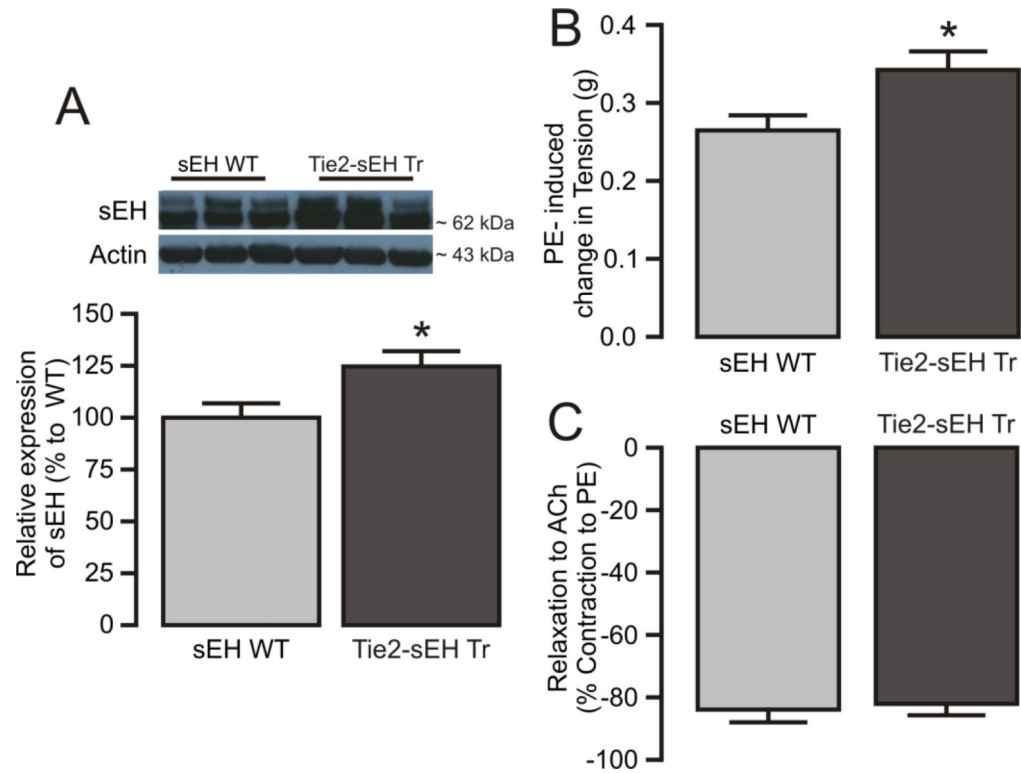 A
sEH WT Tie2-sEH Tr
sEH
~ 62 kDa
Actin
~ 43 kDa
Relative expression
of sEH (% to WT)
150
125
100
75
50
25
0
*
sEH WT Tie2-sEH Tr
B
PE- induced
change in Tension (g)
0.4
0.3
0.2
0.1
0.0
*
sEH WT Tie2-sEH Tr
C
sEH WT Tie2-sEH Tr
Relaxation to ACh
(% Contraction to PE)
0
-20
-40
-60
-80
-100